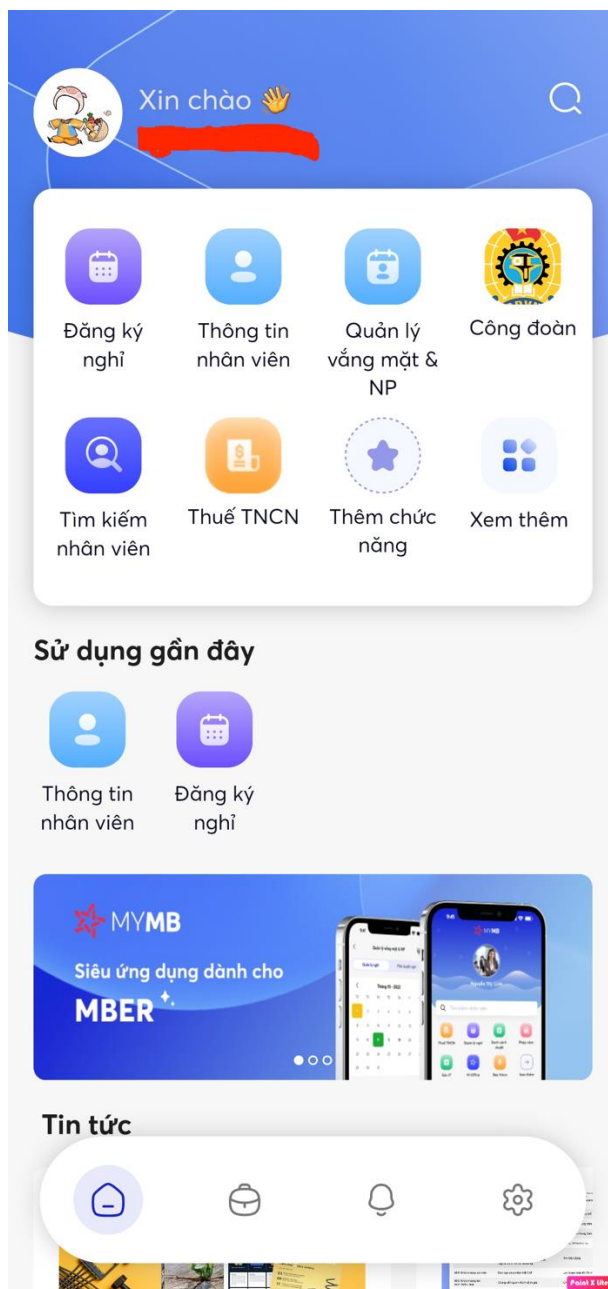 Xin chào 👋
Đăng ký
nghỉ
Thông tin
nhân viên
Quản lý
vắng mặt &
NP
Công đoàn
Tìm kiếm
nhân viên
Thuế TNCN
Thêm chức
năng
Xem thêm
Sử dụng gần đây
Thông tin
nhân viên
Đăng ký
nghỉ
MYMB
Siêu ứng dụng dành cho
MBER
Tin tức
Paint X Lite